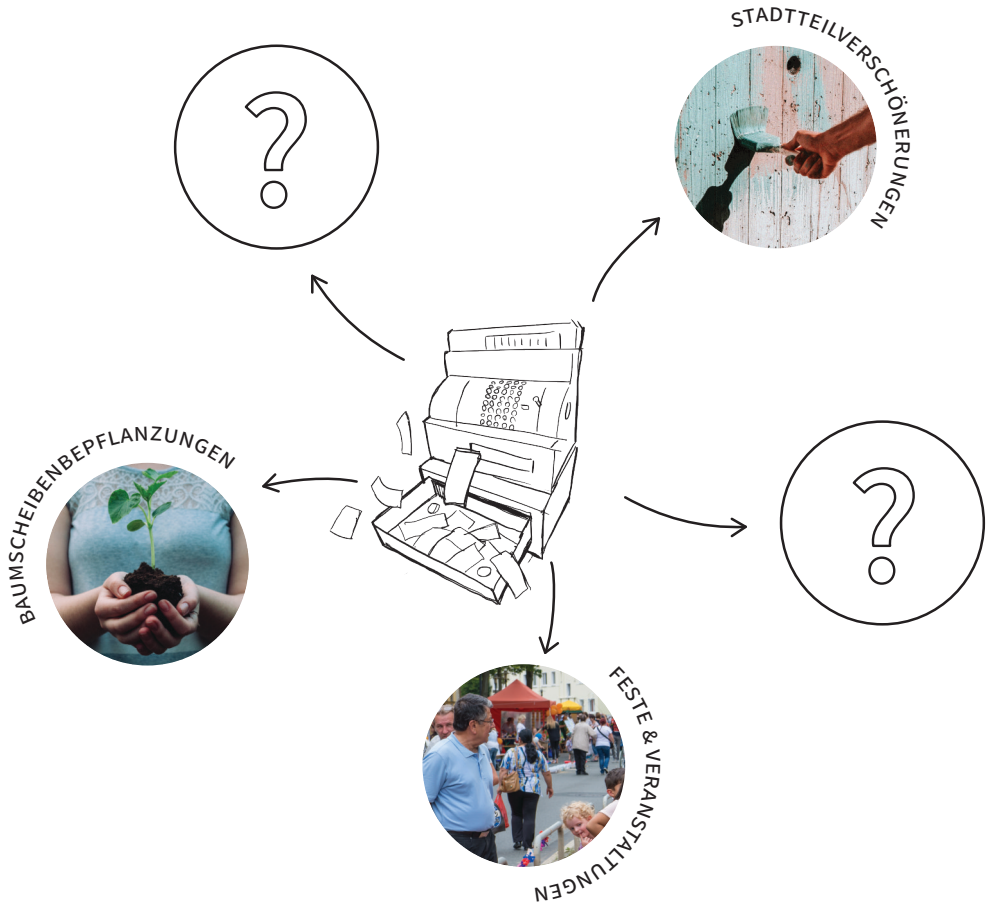 STADTTEILVERSCHÖNERUNGEN
?
?
BAUMSCHEIBENBEPFLANZUNGEN
FESTE & VERANSTALTUNGEN